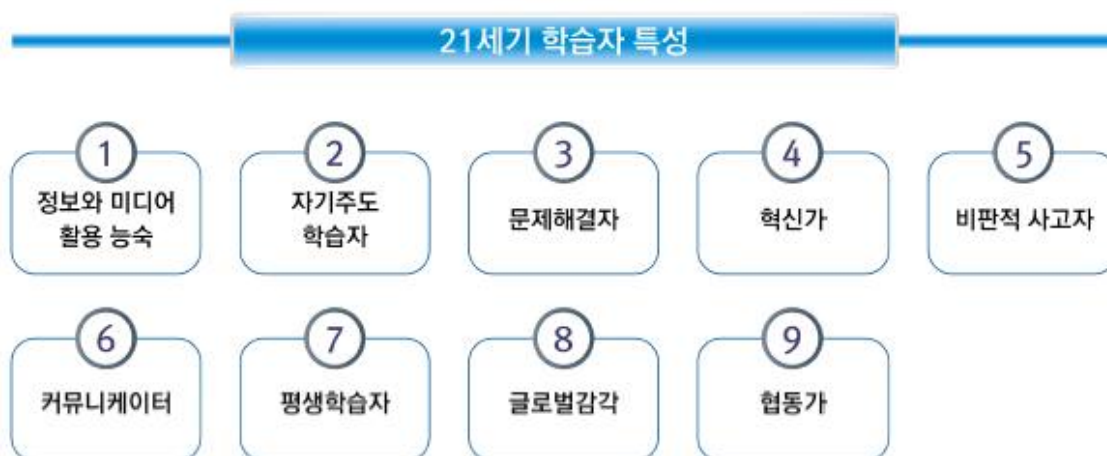 21세기 학습자 특성
1
정보와 미디어
활용 능숙
2
자기주도
학습자
3
문제해결자
4
혁신가
5
비판적 사고자
6
커뮤니케이터
7
평생학습자
8
글로벌감각
9
협동가